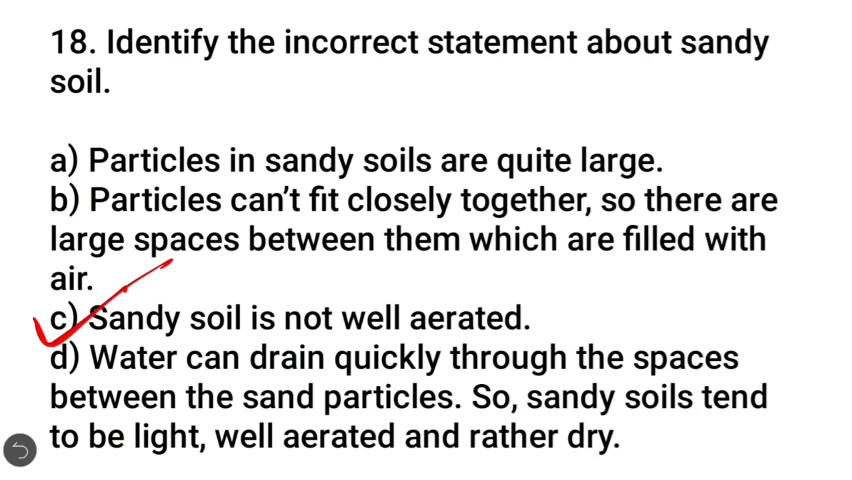 18. Identify the incorrect statement about sandy
soil.
a) Particles in sandy soils are quite large.
b) Particles can't fit closely together, so there are
large spaces between them which are filled with
air.
c) Sandy soil is not well aerated.
d) Water can drain quickly through the spaces
between the sand particles. So, sandy soils tend
to be light, well aerated and rather dry.